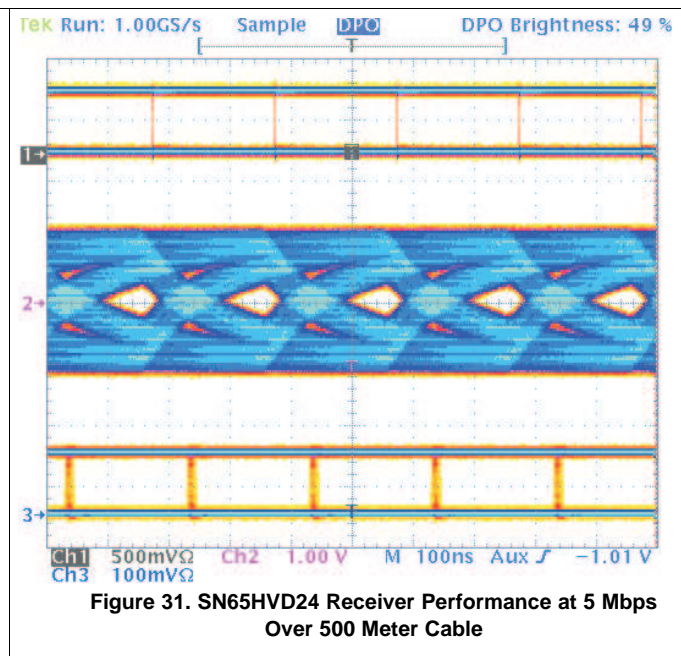 Tek Run: 1.00GS/s Sample DPO DPO Brightness: 49 %
[ T ]
1→
T
2→
3→
Ch1 500mVΩ Ch2 1.00 V M 100ns Aux ʃ −1.01 V
Ch3 100mVΩ
Figure 31. SN65HVD24 Receiver Performance at 5 Mbps
Over 500 Meter Cable